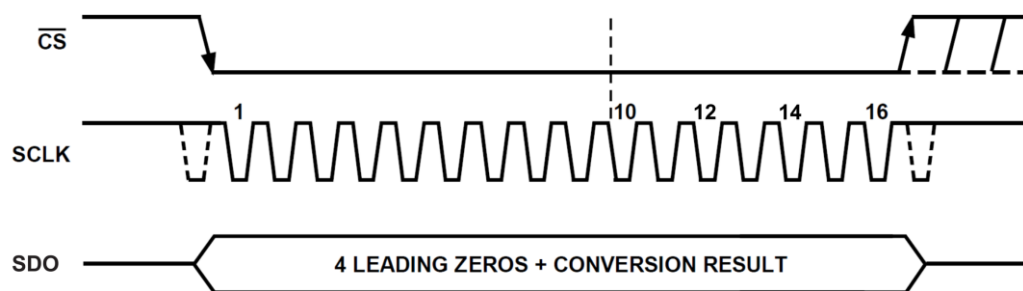 CS
1 10 12 14 16
SCLK
SDO 4 LEADING ZEROS + CONVERSION RESULT